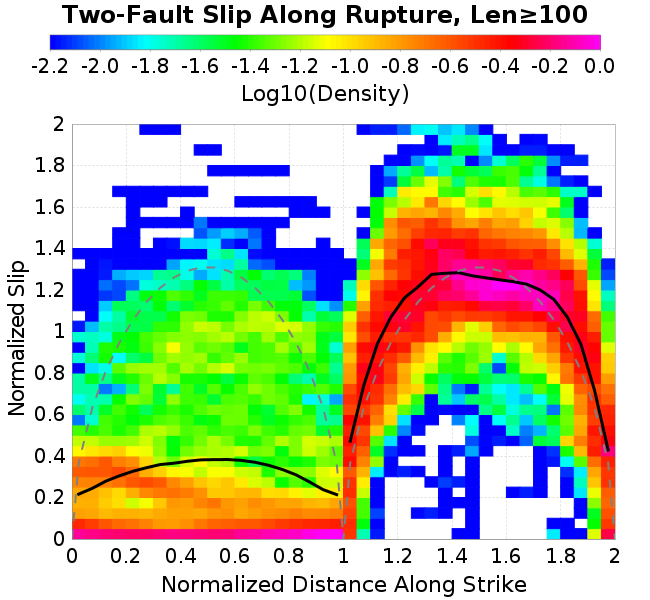 Two-Fault Slip Along Rupture, Len≥100
-2.2 -2.0 -1.8 -1.6 -1.4 -1.2 -1.0 -0.8 -0.6 -0.4 -0.2 0.0
Log10(Density)
2
1.8
1.6
1.4
1.2
1
0.8
0.6
0.4
0.2
0
Normalized Slip
0 0.2 0.4 0.6 0.8 1 1.2 1.4 1.6 1.8 2
Normalized Distance Along Strike